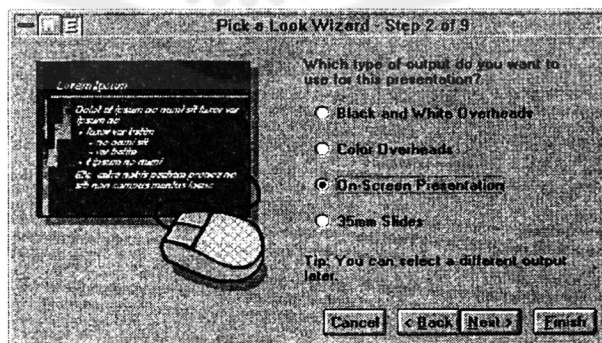 Pick a Look Wizard - Step 2 of 9
Which type of output do you want to
use for this presentation?
Lorem Ipsum
Black and White Overheads
Color Overheads
On-Screen Presentation
35mm Slides
Tip: You can select a different output
later.
Cancel
< Back
Next >
Finish